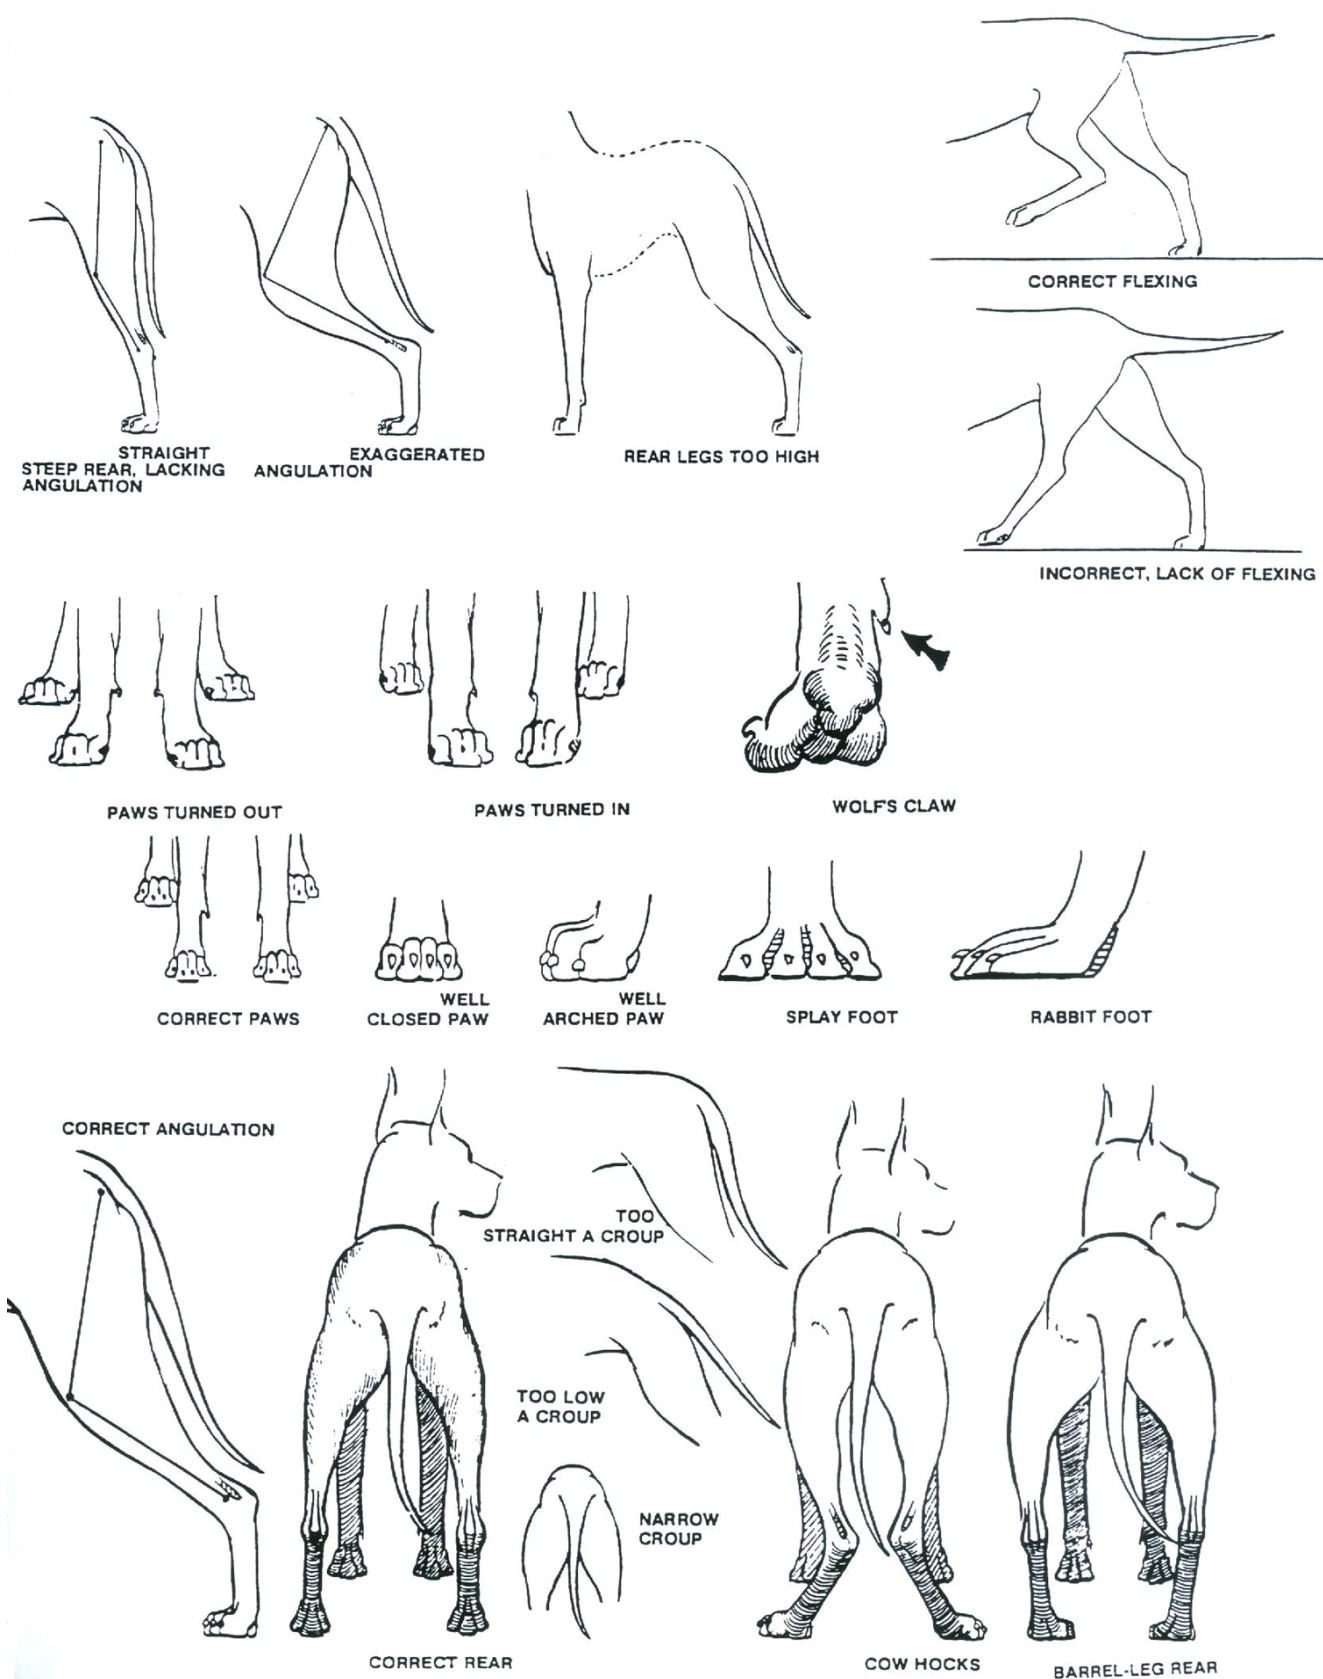 CORRECT FLEXING
STRAIGHT
STEEP REAR, LACKING
ANGULATION
EXAGGERATED
ANGULATION
REAR LEGS TOO HIGH
INCORRECT, LACK OF FLEXING
PAWS TURNED OUT
PAWS TURNED IN
WOLF'S CLAW
CORRECT PAWS
WELL
CLOSED PAW
WELL
ARCHED PAW
SPLAY FOOT
RABBIT FOOT
CORRECT ANGULATION
TOO
STRAIGHT A CROUP
TOO LOW
A CROUP
NARROW
CROUP
CORRECT REAR
COW HOCKS
BARREL-LEG REAR